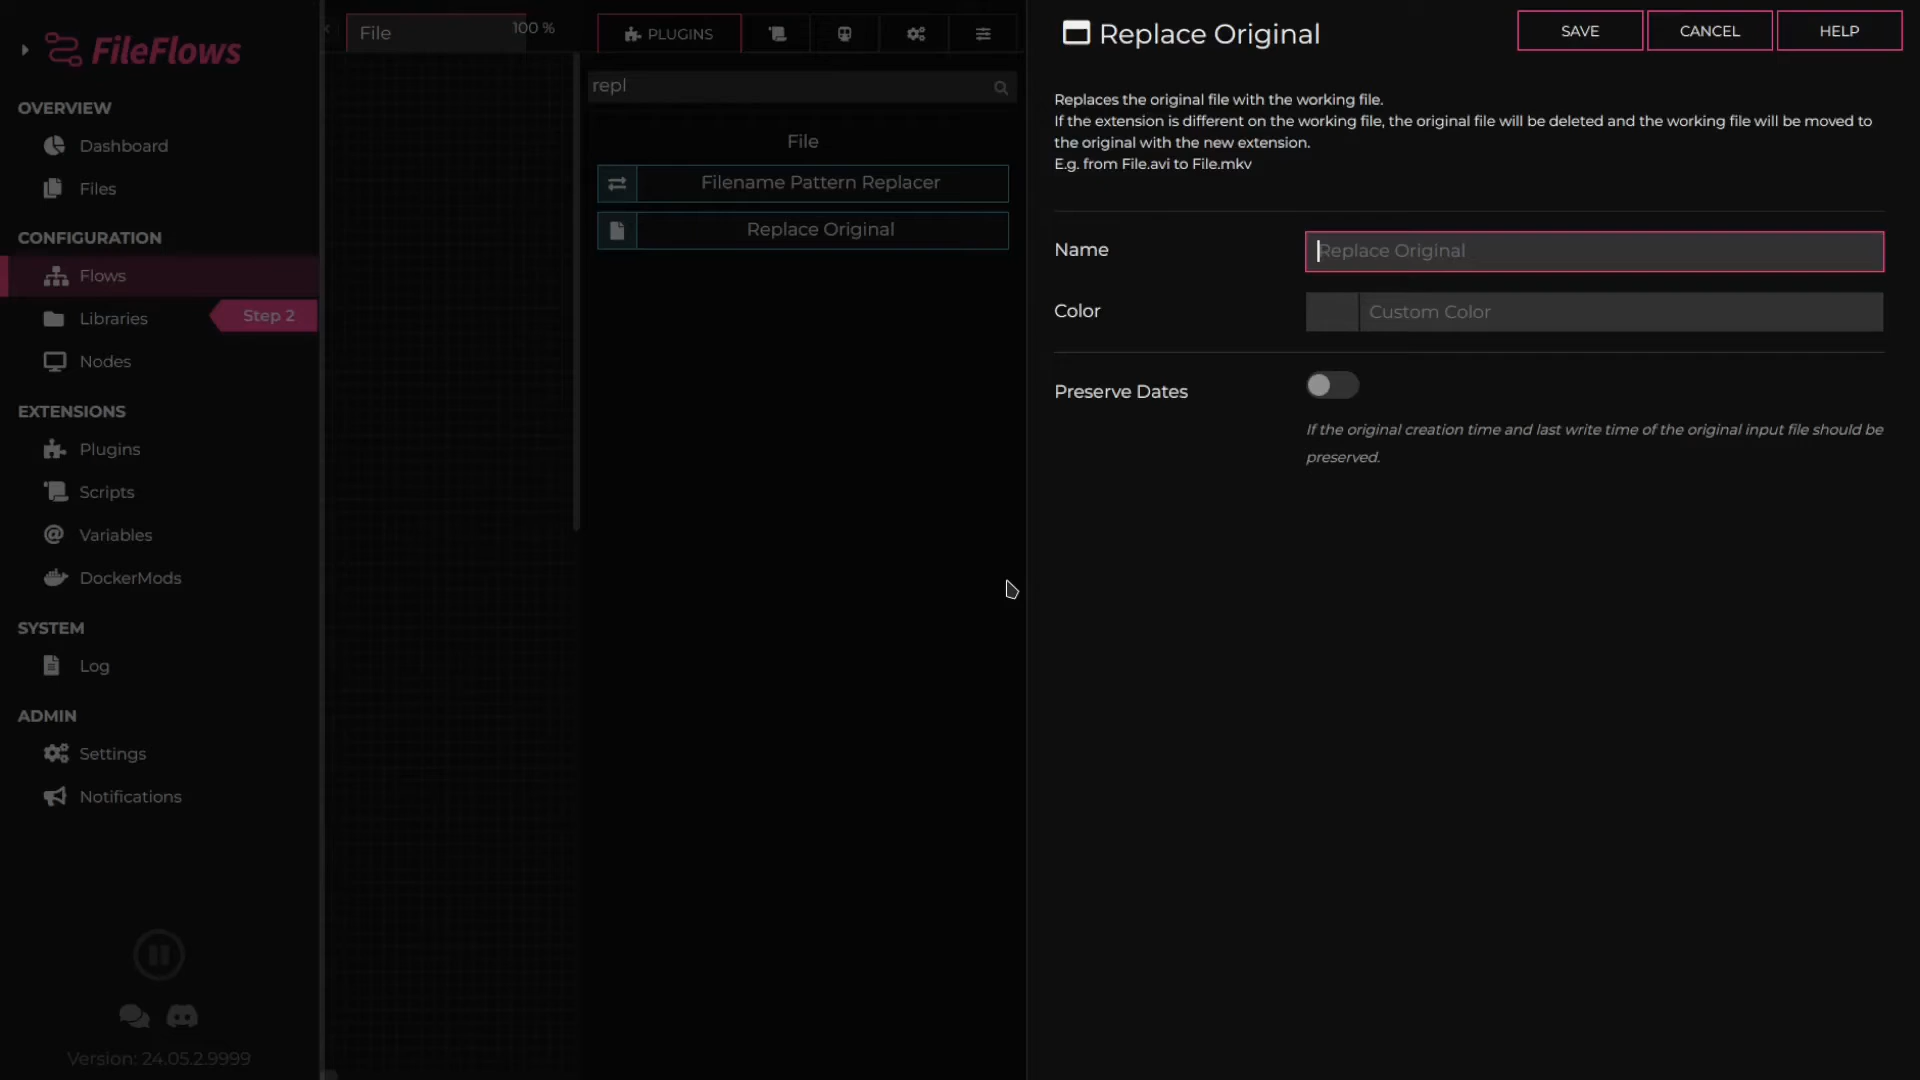 FileFlows
OVERVIEW
Dashboard
Files
CONFIGURATION
Flows
Libraries
Step 2
Nodes
EXTENSIONS
Plugins
Scripts
Variables
DockerMods
SYSTEM
Log
ADMIN
Settings
Notifications
Version: 24.05.2.9999
File
100 %
PLUGINS
repl
File
Filename Pattern Replacer
Replace Original
Replace Original
SAVE
CANCEL
HELP
Replaces the original file with the working file.
If the extension is different on the working file, the original file will be deleted and the working file will be moved to
the original with the new extension.
E.g. from File.avi to File.mkv
Name
Replace Original
Color
Custom Color
Preserve Dates
If the original creation time and last write time of the original input file should be
preserved.